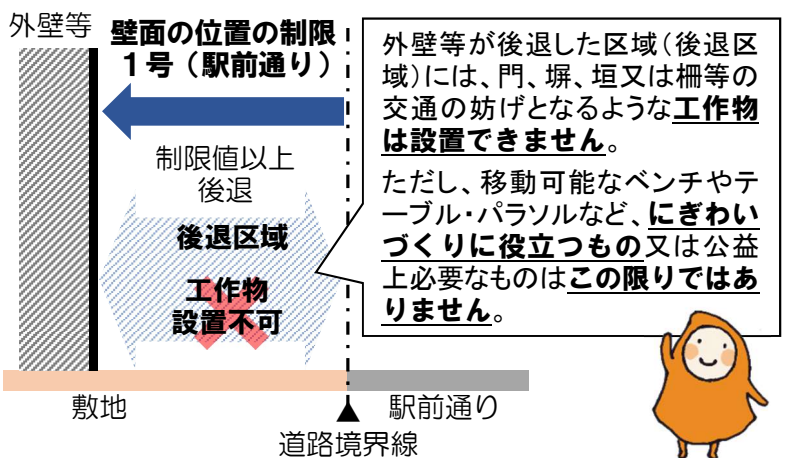 外壁等
壁面の位置の制限
1号（駅前通り）
制限値以上
後退
後退区域
工作物
設置不可
外壁等が後退した区域（後退区
域）には、門、塀、垣又は柵等の
交通の妨げとなるような工作物
は設置できません。
ただし、移動可能なベンチやテ
ーブル・パラソルなど、にぎわい
づくりに役立つもの又は公益
上必要なものはこの限りではあ
りません。
敷地
駅前通り
道路境界線